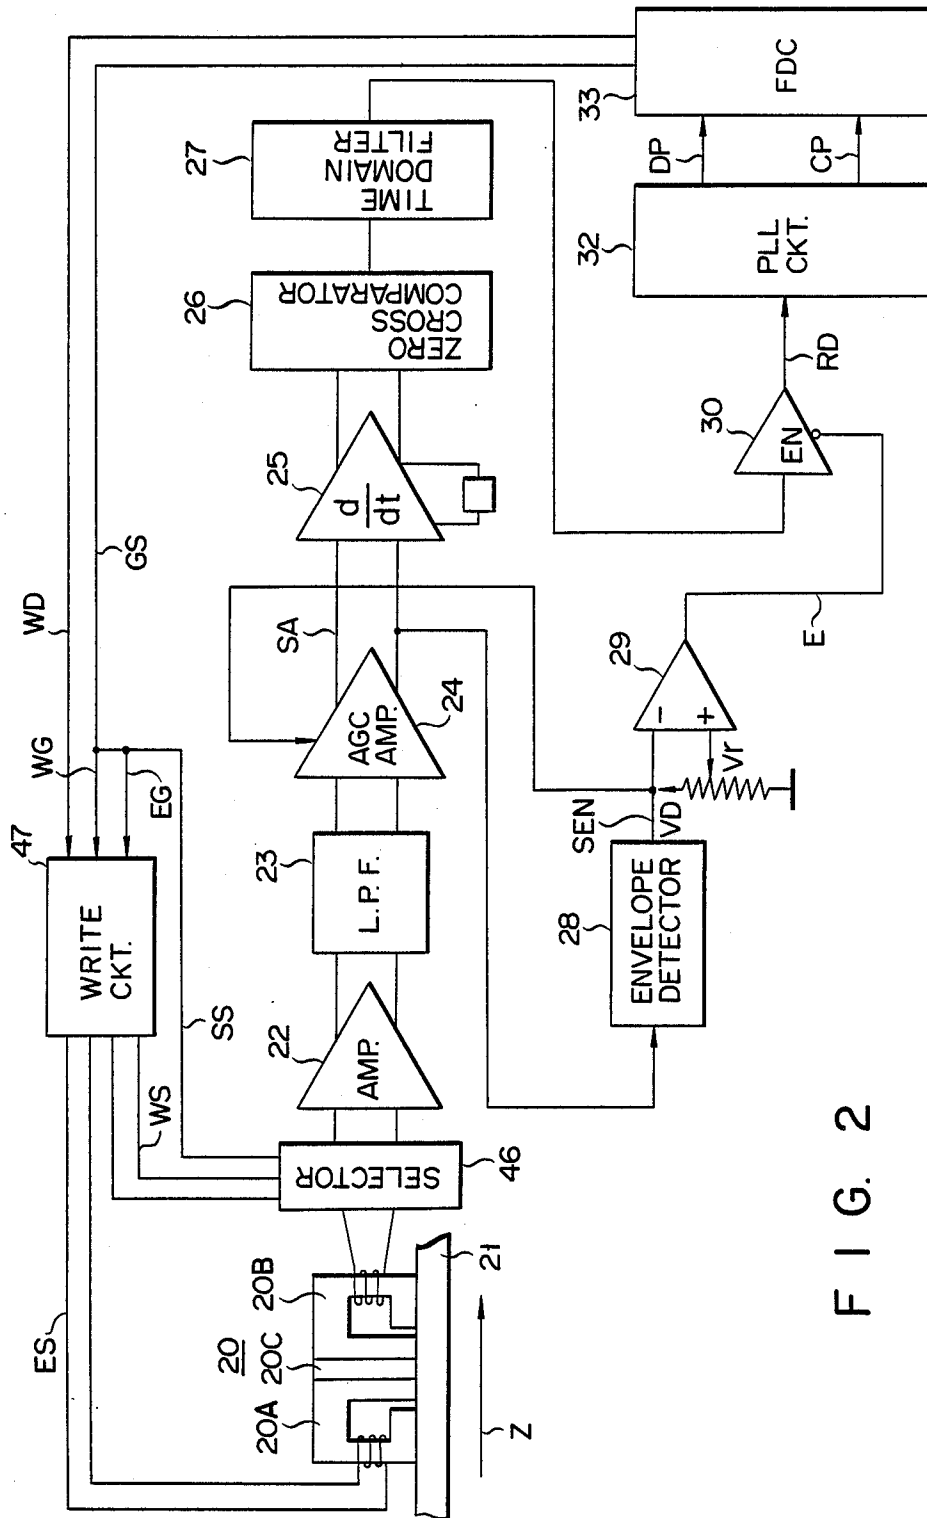 WD
GS
WG
EG
47
WRITE
CKT.
ES
WS
SS
20
20A
20C
20B
21
Z
SELECTOR
46
22
AMP.
23
L.P.F.
AGC
AMP.
24
SA
25
d
dt
26
ZERO
CROSS
COMPARATOR
27
TIME
DOMAIN
FILTER
28
ENVELOPE
DETECTOR
SEN
VD
Vr
29
−
+
E
30
EN
RD
32
PLL
CKT.
DP
CP
33
FDC
FIG. 2